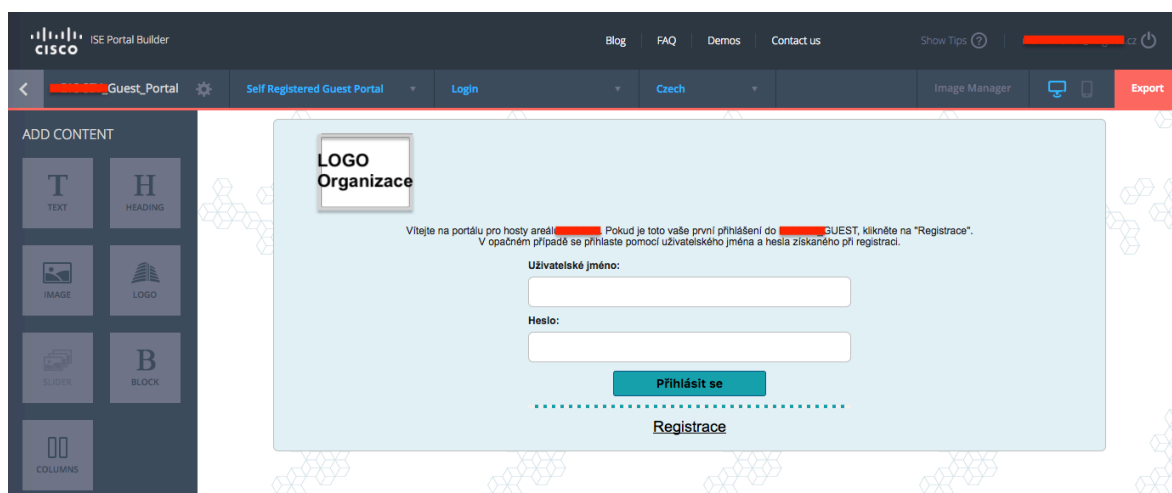 CISCO ISE Portal Builder
Blog FAQ Demos Contact us
Show Tips ? cz
_Guest_Portal Self Registered Guest Portal Login Czech Image Manager Export
ADD CONTENT
T H
TEXT HEADING
IMAGE LOGO
B
SLIDER BLOCK
COLUMNS
LOGO
Organizace
Vítejte na portálu pro hosty areál . Pokud je toto vaše první přihlášení do _GUEST, klikněte na "Registrace".
V opačném případě se přihlaste pomocí uživatelského jména a hesla získaného při registraci.
Uživatelské jméno:
Heslo:
Přihlásit se
Registrace